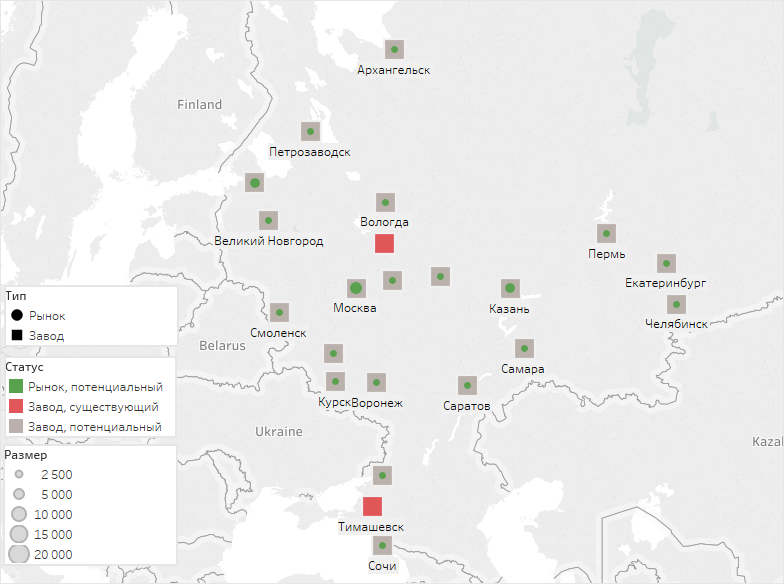 Архангельск
Finland
Петрозаводск
Вологда
Великий Новгород
Пермь
Екатеринбург
Москва
Казань
Челябинск
Смоленск
Belarus
Самара
Курск
Воронеж
Саратов
Ukraine
Kazal
Тимашевск
Сочи
Тип
Рынок
Завод
Статус
Рынок, потенциальный
Завод, существующий
Завод, потенциальный
Размер
2 500
5 000
10 000
15 000
20 000